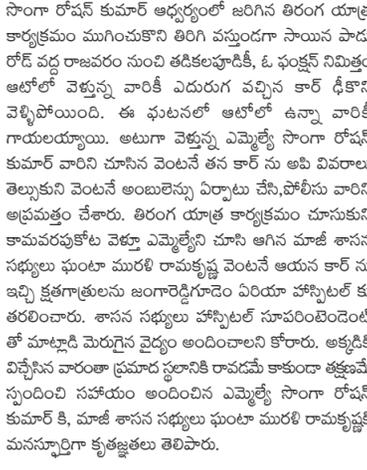 సొంగా రోషన్ కుమార్ ఆధ్వర్యంలో జరిగిన తిరంగ యాత్ర
కార్యక్రమం ముగించుకొని తిరిగి వస్తుండగా సాయిన పాడు
రోడ్ వద్ద రాజవరం నుంచి తడికలపూడికీ, ఓ ఫంక్షన్ నిమిత్తం
ఆటోలో వెళ్తున్న వారికీ ఎదురుగ వచ్చిన కార్ ఢీకొని
వెళ్ళిపోయింది. ఈ ఘటనలో ఆటోలో ఉన్నా వారికీ
గాయలయ్యాయి. అటుగా వెళ్తున్న ఎమ్మెల్యే సొంగా రోషన్
కుమార్ వారిని చూసిన వెంటనే తన కార్ ను అపి వివరాలు
తెల్సుకుని వెంటనే అంబులెన్సు ఏర్పాటు చేసి,పోలీసు వారిని
అప్రమత్తం చేశారు. తిరంగ యాత్ర కార్యక్రమం చూసుకుని
కామవరపుకోట వెళ్తూ ఎమ్మెల్యేని చూసి ఆగిన మాజీ శాసన
సభ్యులు ఘంటా మురళి రామకృష్ణ వెంటనే ఆయన కార్ ను
ఇచ్చి క్షతగాత్రులను జంగారెడ్డిగూడెం ఏరియా హాస్పిటల్ కు
తరలించారు. శాసన సభ్యులు హాస్పిటల్ సూపరింటెండెంట్
తో మాట్లాడి మెరుగైన వైద్యం అందించాలని కోరారు. అక్కడికి
విచ్చేసిన వారంతా ప్రమాద స్థలానికి రావడమే కాకుండా తక్షణమే
స్పందించి సహాయం అందించిన ఎమ్మెల్యే సొంగా రోషన్
కుమార్ కి, మాజీ శాసన సభ్యులు ఘంటా మురళి రామకృష్ణకి
మనస్ఫూర్తిగా కృతజ్ఞతలు తెలిపారు.